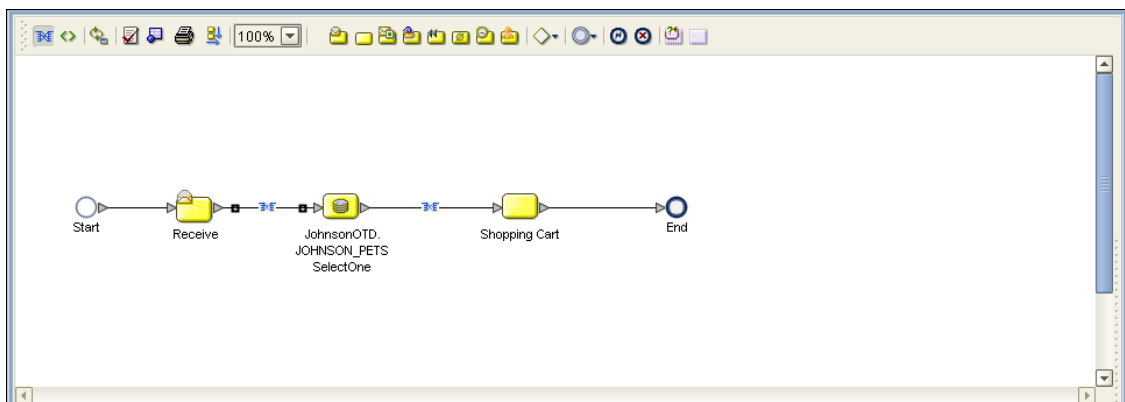 100%
Start
Receive
JohnsonOTD.
JOHNSON_PETS
SelectOne
Shopping Cart
End